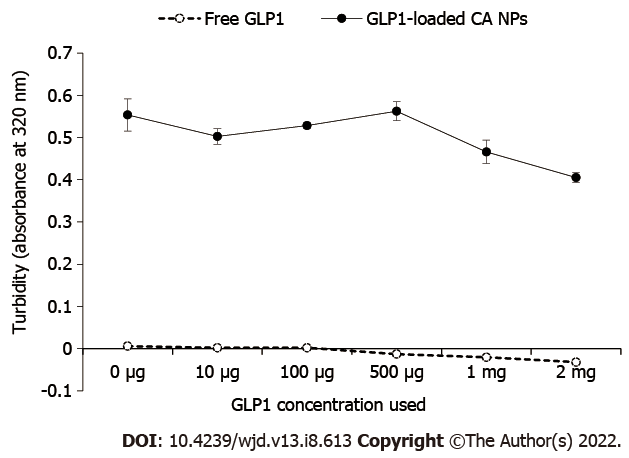 Free GLP1 GLP1-loaded CA NPs
Turbidity (absorbance at 320 nm)
0.7
0.6
0.5
0.4
0.3
0.2
0.1
0
-0.1
0 µg 10 µg 100 µg 500 µg 1 mg 2 mg
GLP1 concentration used
DOI: 10.4239/wjd.v13.i8.613 Copyright ©The Author(s) 2022.